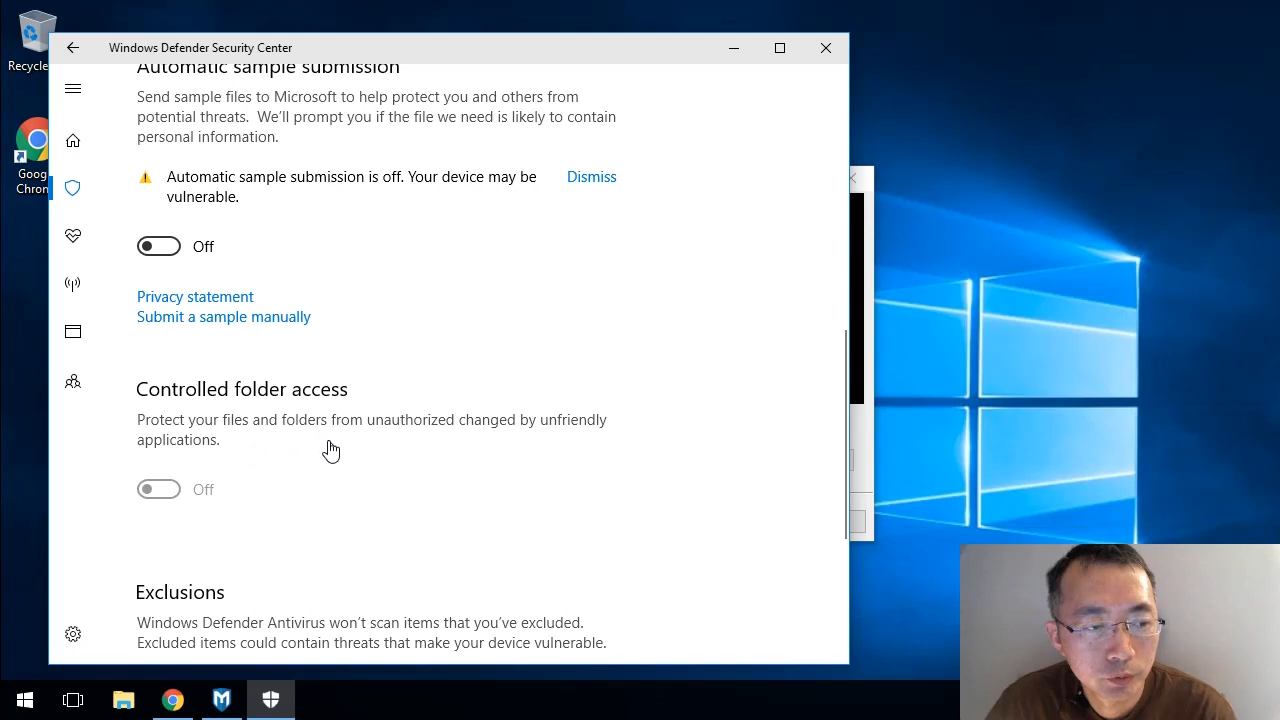 Recycle
Goog
Chron
Windows Defender Security Center
Automatic sample submission
Send sample files to Microsoft to help protect you and others from
potential threats.  We'll prompt you if the file we need is likely to contain
personal information.
Automatic sample submission is off. Your device may be
vulnerable.
Dismiss
Off
Privacy statement
Submit a sample manually
Controlled folder access
Protect your files and folders from unauthorized changed by unfriendly
applications.
Off
Exclusions
Windows Defender Antivirus won't scan items that you've excluded.
Excluded items could contain threats that make your device vulnerable.